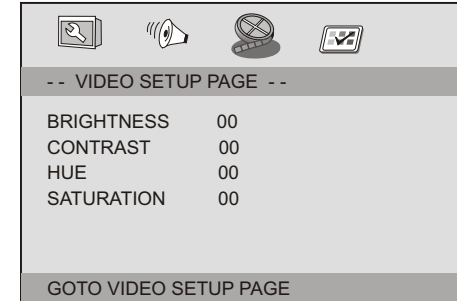 - - VIDEO SETUP PAGE - -
BRIGHTNESS 00
CONTRAST 00
HUE 00
SATURATION 00
GOTO VIDEO SETUP PAGE